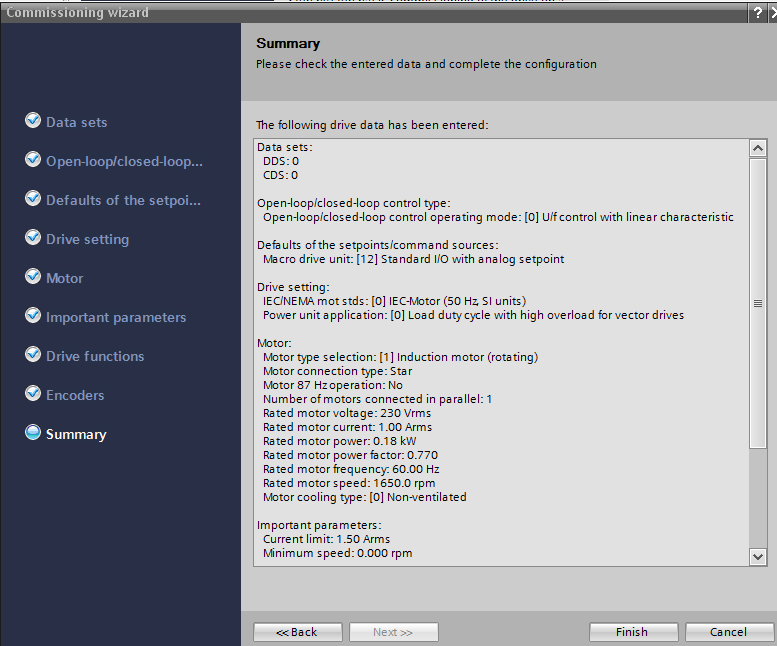 Commissioning wizard
?
Summary
Please check the entered data and complete the configuration
Data sets
Open-loop/closed-loop...
Defaults of the setpoi...
Drive setting
Motor
Important parameters
Drive functions
Encoders
Summary
The following drive data has been entered:
Data sets:
DDS: 0
CDS: 0
Open-loop/closed-loop control type:
Open-loop/closed-loop control operating mode: [0] U/f control with linear characteristic
Defaults of the setpoints/command sources:
Macro drive unit: [12] Standard I/O with analog setpoint
Drive setting:
IEC/NEMA mot stds: [0] IEC-Motor (50 Hz, SI units)
Power unit application: [0] Load duty cycle with high overload for vector drives
Motor:
Motor type selection: [1] Induction motor (rotating)
Motor connection type: Star
Motor 87 Hz operation: No
Number of motors connected in parallel: 1
Rated motor voltage: 230 Vrms
Rated motor current: 1.00 Arms
Rated motor power: 0.18 kW
Rated motor power factor: 0.770
Rated motor frequency: 60.00 Hz
Rated motor speed: 1650.0 rpm
Motor cooling type: [0] Non-ventilated
Important parameters:
Current limit: 1.50 Arms
Minimum speed: 0.000 rpm
<< Back
Next >>
Finish
Cancel